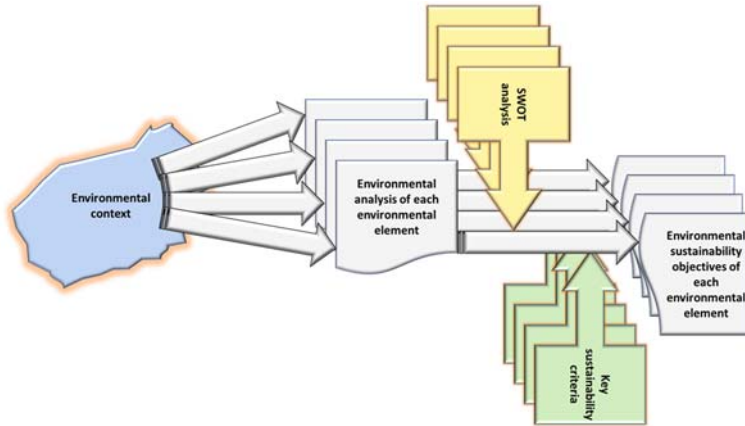 Environmental
context
Environmental
analysis of each
environmental
element
SWOT
analysis
Key
sustainability
criteria
Environmental
sustainability
objectives of
each
environmental
element